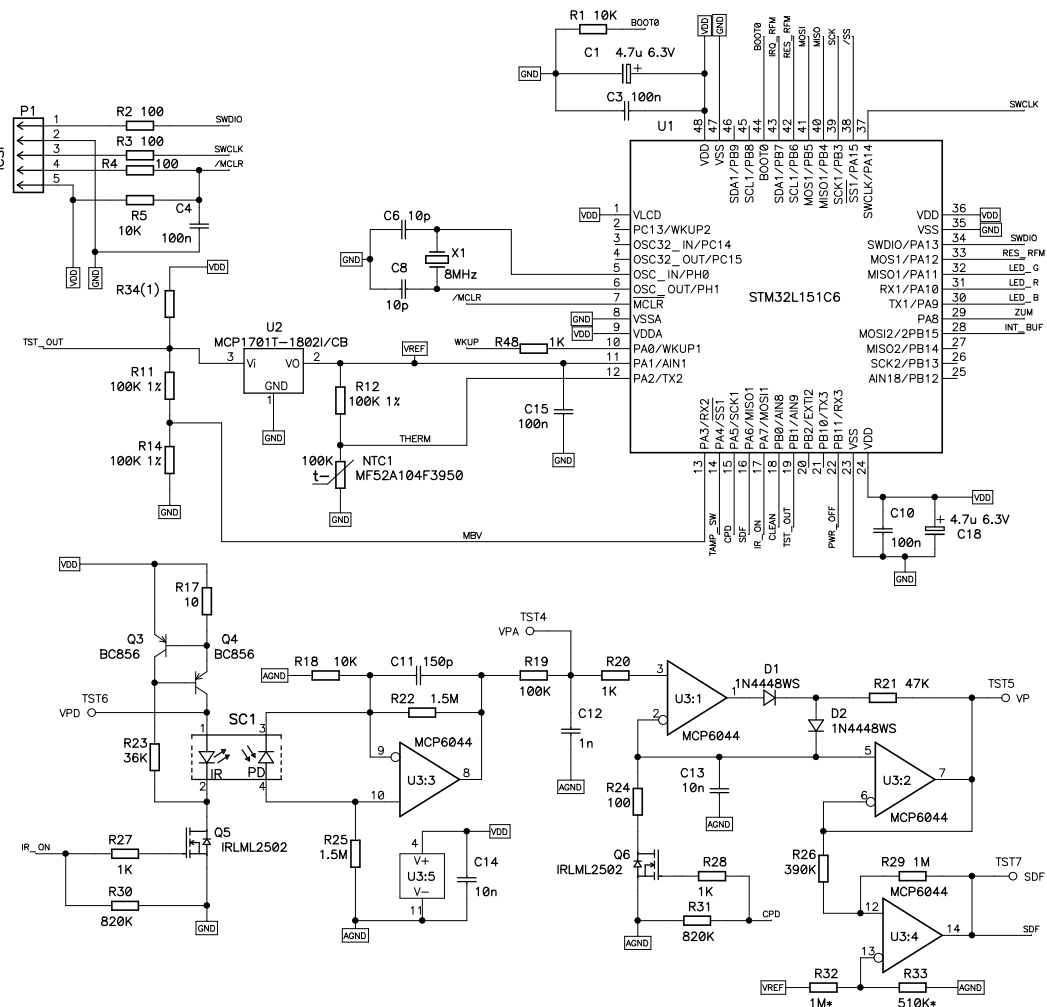 R1 10K
BOOT0
C1 4.7u 6.3V
+
C3 100n
GND
VDD
GND
BOOT0
IRQ_RFM
RES_RFM
MOSI
MISO
SCK
/SS
SWCLK
P1
1
2
3
4
5
R2 100
SWDIO
R3 100
SWCLK
R4 100
/MCLR
R5
10K
C4
100n
VDD
GND
U1
48 47 46 45 44 43 42 41 40 39 38 37
VDD
VSS
SDA1/PB9
SCL1/PB8
BOOT0
SDA1/PB7
SCL1/PB6
MOS1/PB5
MISO1/PB4
SCK1/PB3
SS1/PA15
SWCLK/PA14
VDD
1 VLCD
2 PC13/WKUP2
3 OSC32_IN/PC14
4 OSC32_OUT/PC15
5 OSC_IN/PH0
6 OSC_OUT/PH1
7 MCLR
8 VSSA
9 VDDA
10 PA0/WKUP1
11 PA1/AIN1
12 PA2/TX2
STM32L151C6
VDD 36 VDD
VSS 35 GND
SWDIO/PA13 34 SWDIO
MOS1/PA12 33 RES_RFM
MISO1/PA11 32 LED_G
RX1/PA10 31 LED_R
TX1/PA9 30 LED_B
PA8 29 ZUM
MOSI2/2PB15 28 INT_BUF
MISO2/PB14 27
SCK2/PB13 26
AIN18/PB12 25
PA3/RX2
PA4/SS1
PA5/SCK1
PA6/MISO1
PA7/MOSI1
PB0/AIN8
PB1/AIN9
PB2/EXTI2
PB10/TX3
PB11/RX3
VSS
VDD
13 14 15 16 17 18 19 20 21 22 23 24
TAMP_SW
CPD
SDF
IR_ON
CLEAN
TST_OUT
PWR_OFF
C6 10p
GND
X1
8MHz
C8
10p
/MCLR
GND
VDD
WKUP R48 1K
VDD
R34(1)
TST_OUT
U2
MCP1701T-1802I/CB
3 Vi VO 2
GND
1
GND
VREF
R11
100K 1%
R12
100K 1%
R14
100K 1%
GND
THERM
100K
t-
NTC1
MF52A104F3950
GND
C15
100n
GND
MBV
C10
100n
VDD
+ 4.7u 6.3V
C18
GND
VDD
R17
10
Q3
BC856
Q4
BC856
TST6
VPD
SC1
1 3
IR PD
2 4
R23
36K
Q5
IRLML2502
IR_ON
R27
1K
R30
820K
GND
AGND
R18 10K
C11 150p
R22 1.5M
MCP6044
9
10
8
U3:3
R25
1.5M
AGND
4
V+
U3:5
V-
11
VDD
C14
10n
TST4
VPA
R19
100K
R20
1K
C12
1n
AGND
3
2
1
U3:1
MCP6044
D1
1N4448WS
D2
1N4448WS
R21 47K
TST5
VP
R24
100
C13
10n
AGND
5
6
7
U3:2
MCP6044
Q6
IRLML2502
R28
1K
R31
820K
CPD
AGND
R26
390K
R29 1M
MCP6044
TST7
SDF
12
13
14
U3:4
SDF
VREF
R32
1M*
R33
510K*
AGND